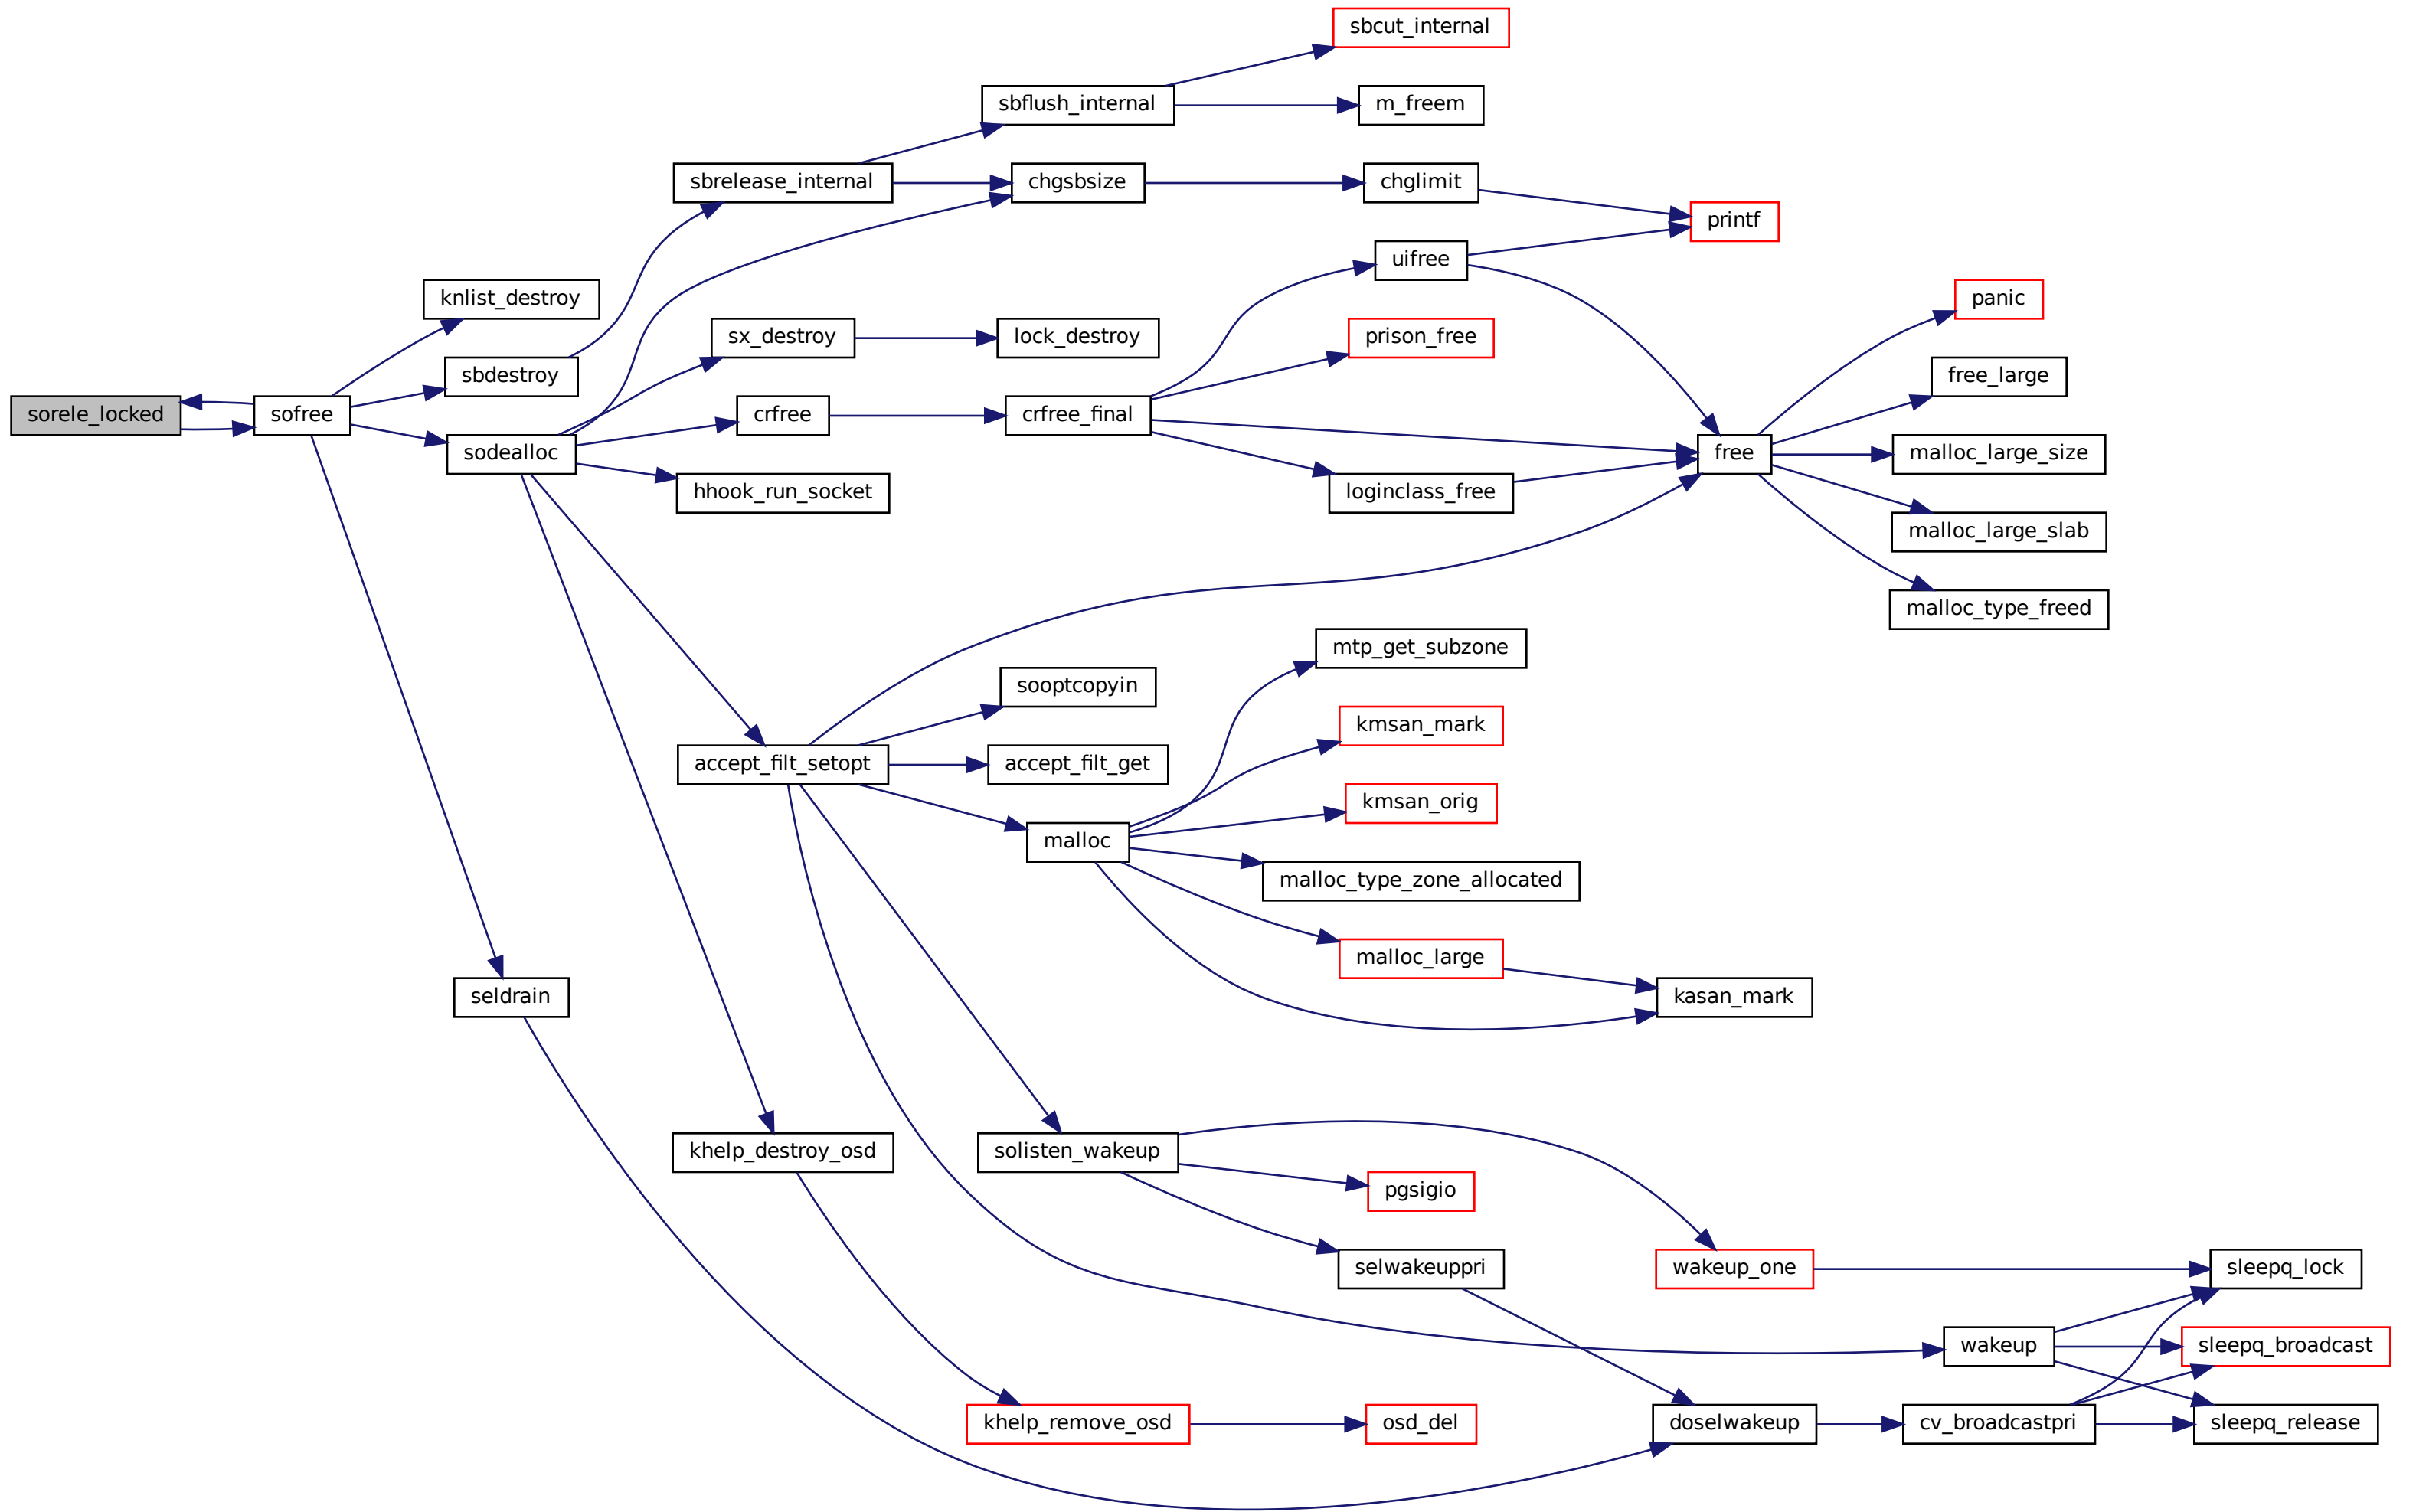 sbcut_internal
sbflush_internal
m_freem
sbrelease_internal
chgsbsize
chglimit
printf
uifree
knlist_destroy
panic
sx_destroy
lock_destroy
prison_free
sbdestroy
free_large
sorele_locked
sofree
crfree
crfree_final
sodealloc
free
malloc_large_size
hhook_run_socket
loginclass_free
malloc_large_slab
malloc_type_freed
mtp_get_subzone
sooptcopyin
kmsan_mark
accept_filt_setopt
accept_filt_get
kmsan_orig
malloc
malloc_type_zone_allocated
malloc_large
seldrain
kasan_mark
khelp_destroy_osd
solisten_wakeup
pgsigio
selwakeuppri
wakeup_one
sleepq_lock
wakeup
sleepq_broadcast
khelp_remove_osd
osd_del
doselwakeup
cv_broadcastpri
sleepq_release